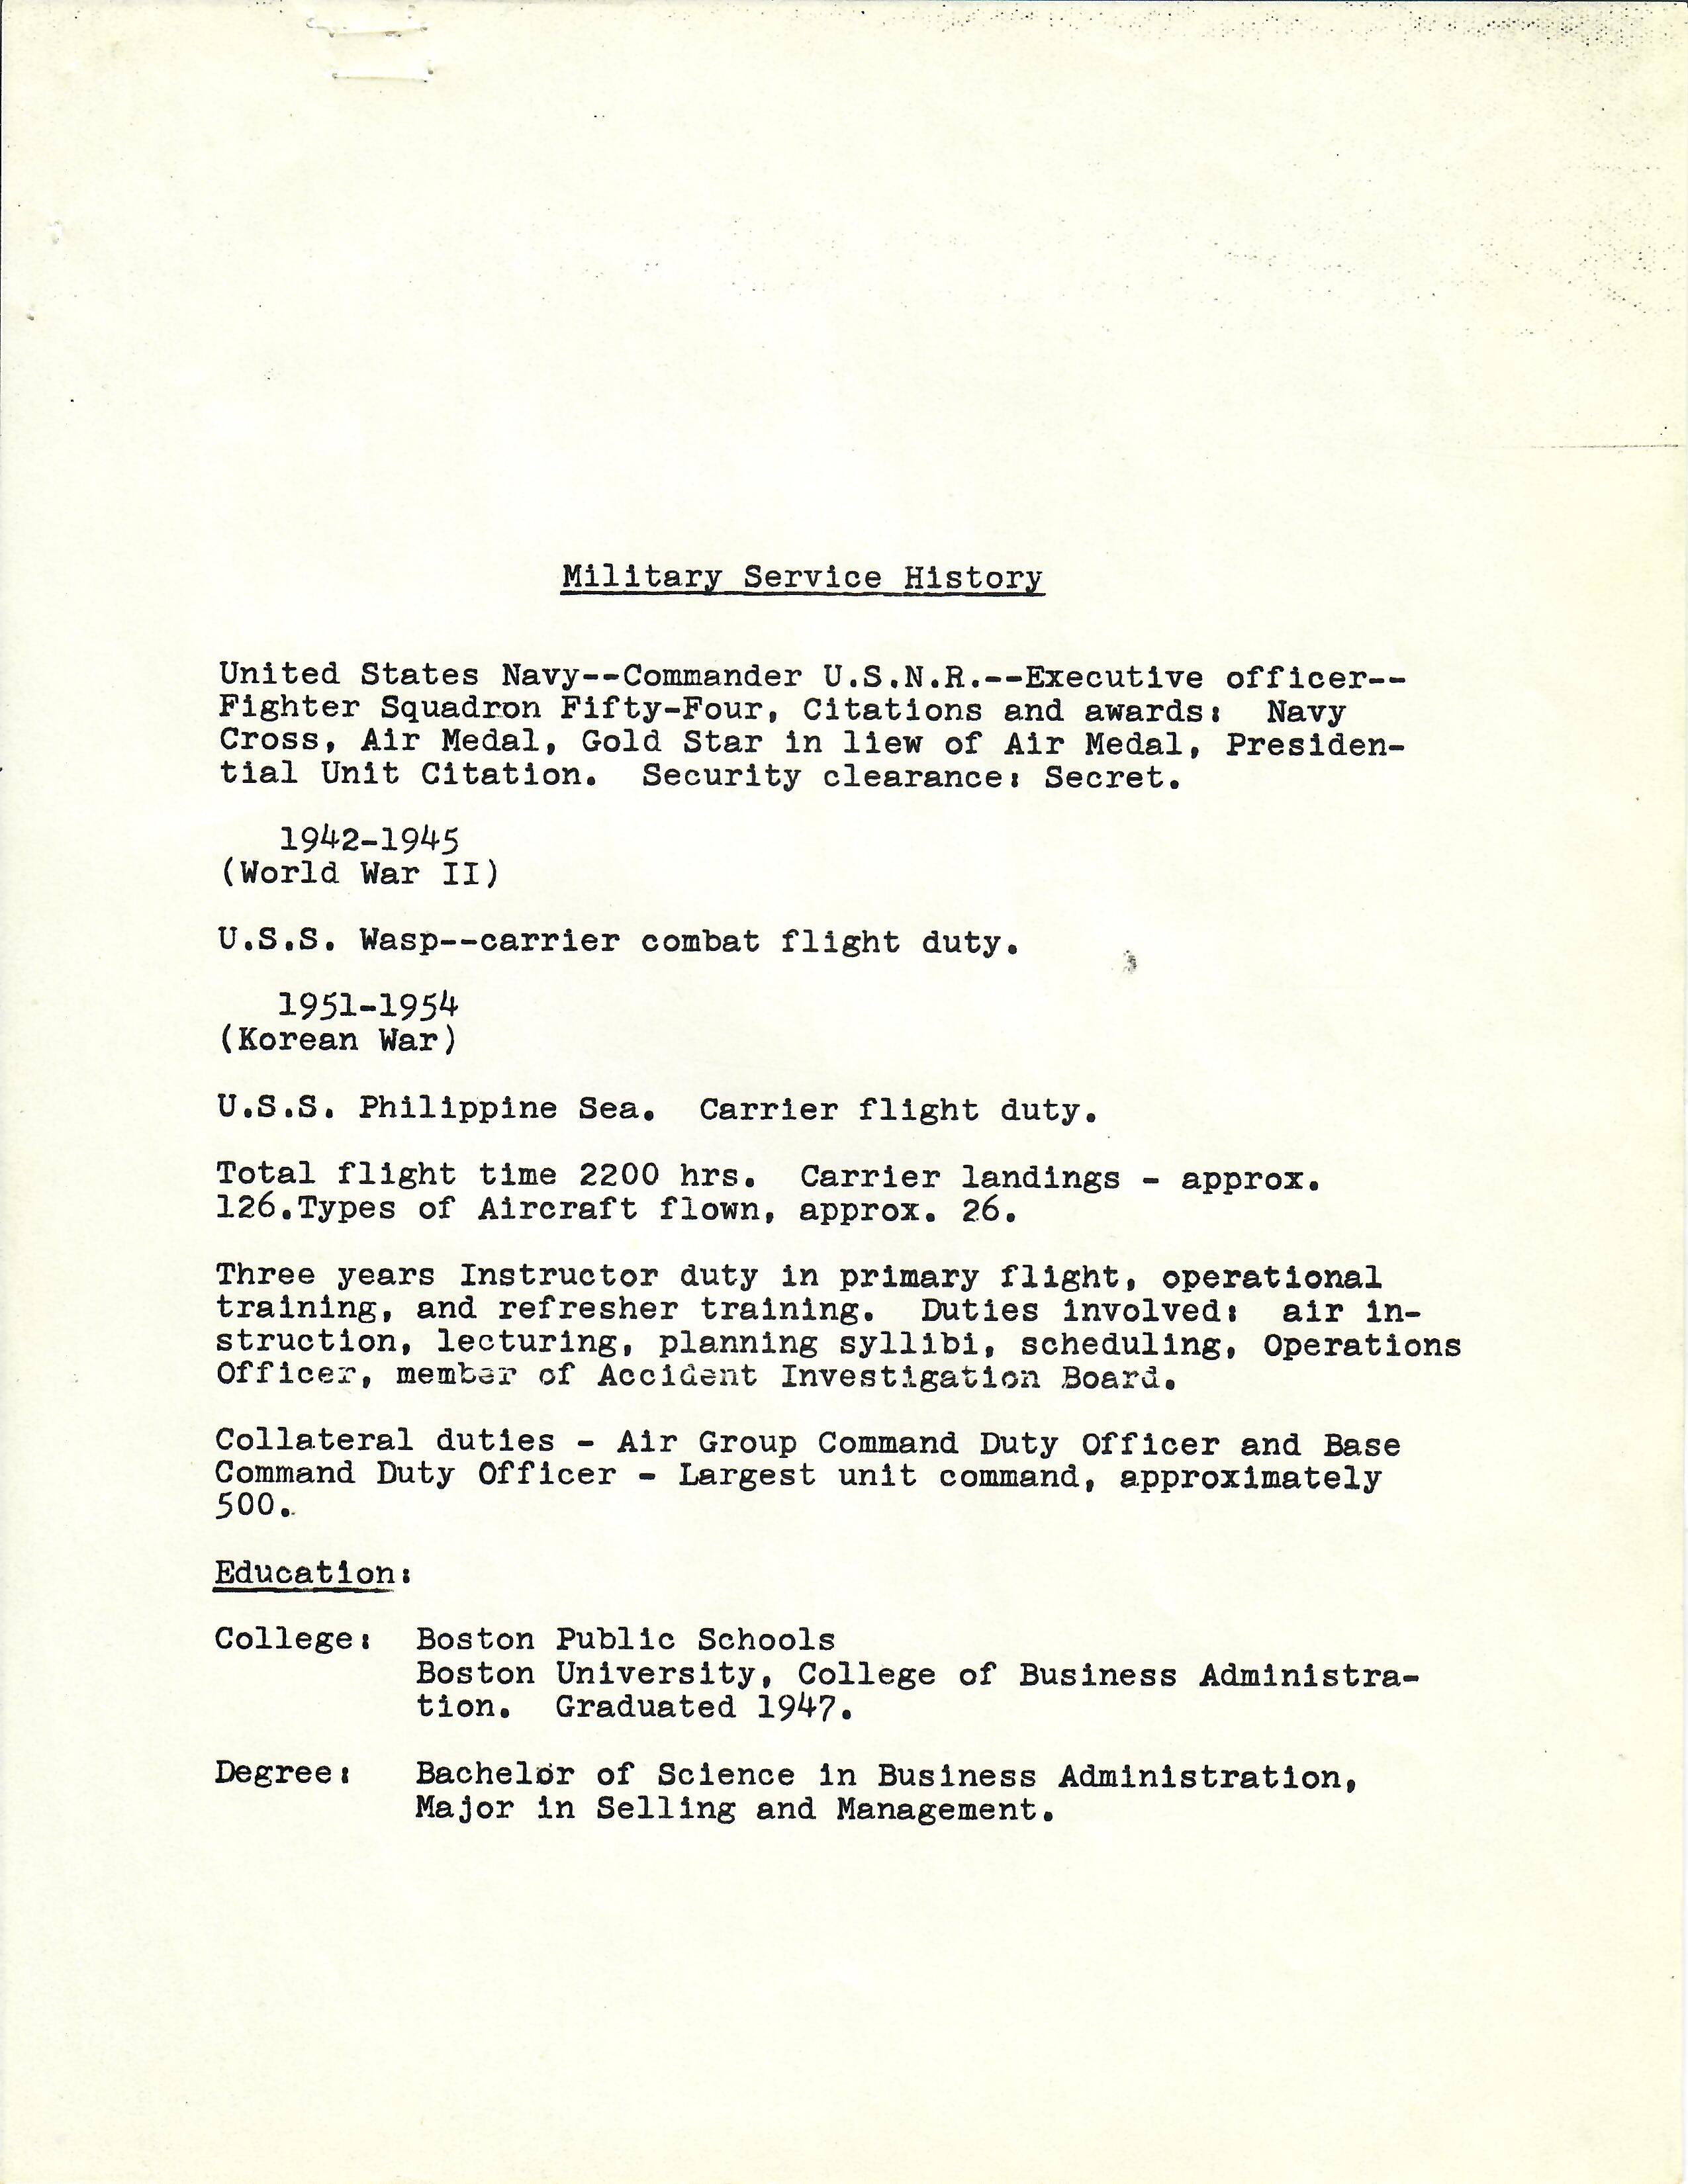 Military Service History
United States Navy--Commander U.S.N.R.--Executive officer--
Fighter Squadron Fifty-Four, Citations and awards:  Navy
Cross, Air Medal, Gold Star in liew of Air Medal, Presiden-
tial Unit Citation.  Security clearance: Secret.
1942-1945
(World War II)
U.S.S. Wasp--carrier combat flight duty.
1951-1954
(Korean War)
U.S.S. Philippine Sea.  Carrier flight duty.
Total flight time 2200 hrs.  Carrier landings - approx.
126.Types of Aircraft flown, approx. 26.
Three years Instructor duty in primary flight, operational
training, and refresher training.  Duties involved:  air in-
struction, lecturing, planning syllibi, scheduling, Operations
Officer, member of Accident Investigation Board.
Collateral duties - Air Group Command Duty Officer and Base
Command Duty Officer - Largest unit command, approximately
500.
Education:
College:  Boston Public Schools
Boston University, College of Business Administra-
tion.  Graduated 1947.
Degree:  Bachelor of Science in Business Administration,
Major in Selling and Management.